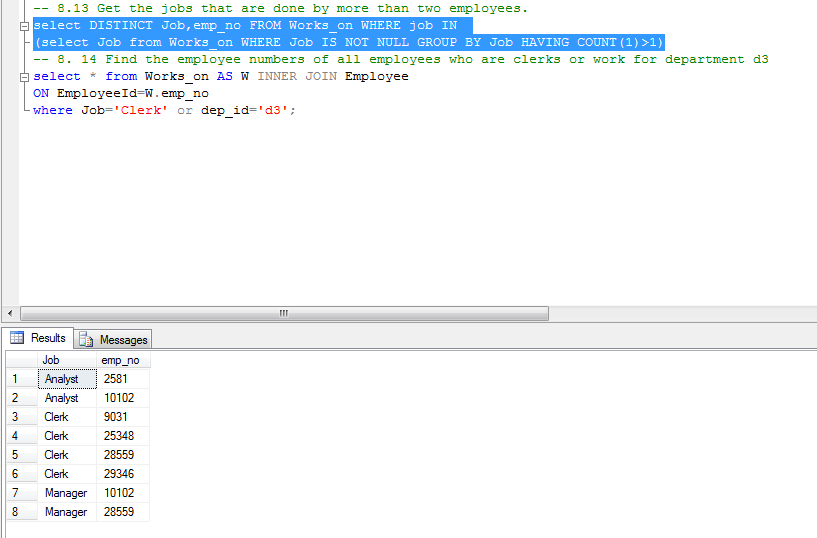 -- 8.13 Get the jobs that are done by more than two employees.
select DISTINCT Job,emp_no FROM Works_on WHERE job IN
(select Job from Works_on WHERE Job IS NOT NULL GROUP BY Job HAVING COUNT(1)>1)
-- 8. 14 Find the employee numbers of all employees who are clerks or work for department d3
select * from Works_on AS W INNER JOIN Employee
ON EmployeeId=W.emp_no
where Job='Clerk' or dep_id='d3';
Results Messages
Job emp_no
1 Analyst 2581
2 Analyst 10102
3 Clerk 9031
4 Clerk 25348
5 Clerk 28559
6 Clerk 29346
7 Manager 10102
8 Manager 28559